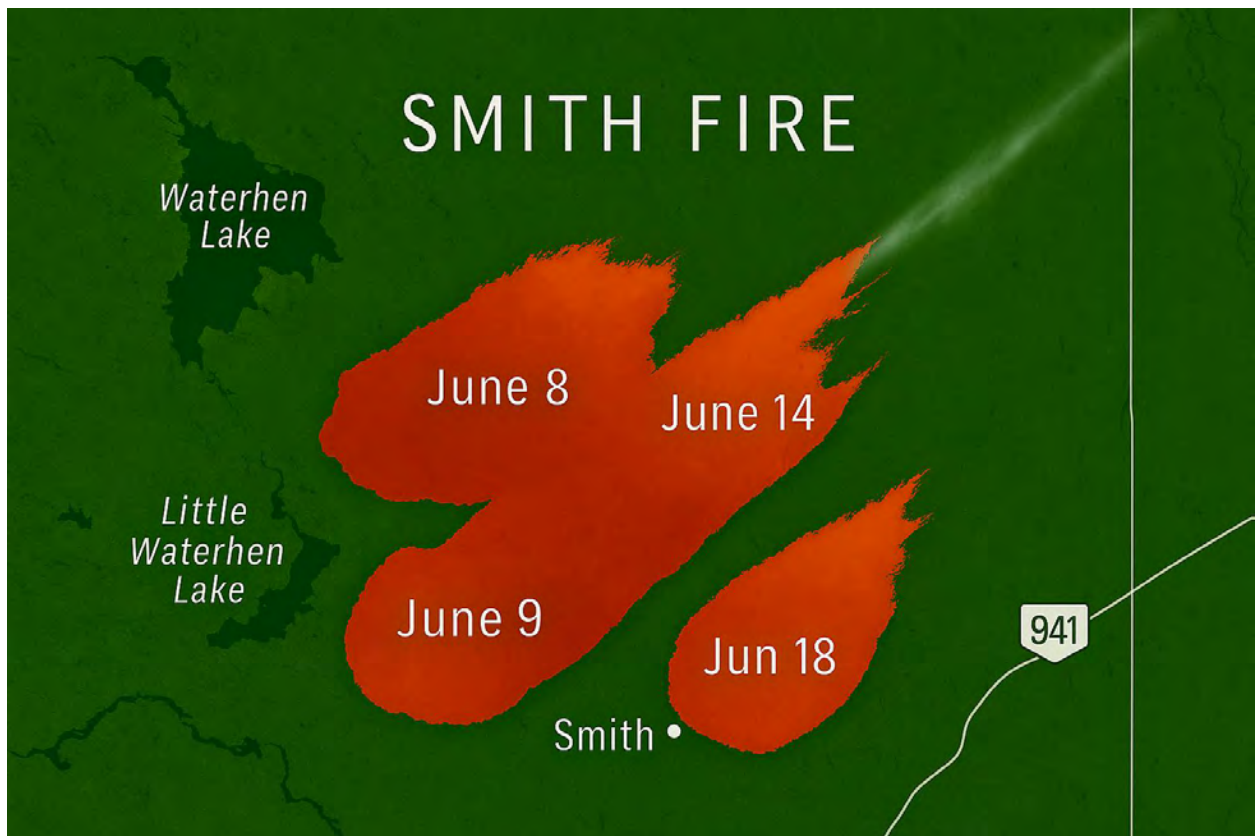 SMITH FIRE
Waterhen
Lake
June 8
June 14
Little
Waterhen
Lake
June 9
Jun 18
941
Smith